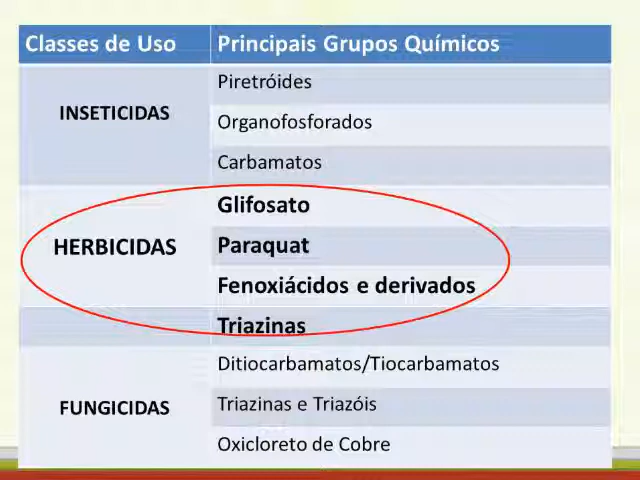 Classes de Uso
Principais Grupos Químicos
INSETICIDAS
Piretróides
Organofosforados
Carbamatos
HERBICIDAS
Glifosato
Paraquat
Fenoxiácidos e derivados
Triazinas
FUNGICIDAS
Ditiocarbamatos/Tiocarbamatos
Triazinas e Triazóis
Oxicloreto de Cobre